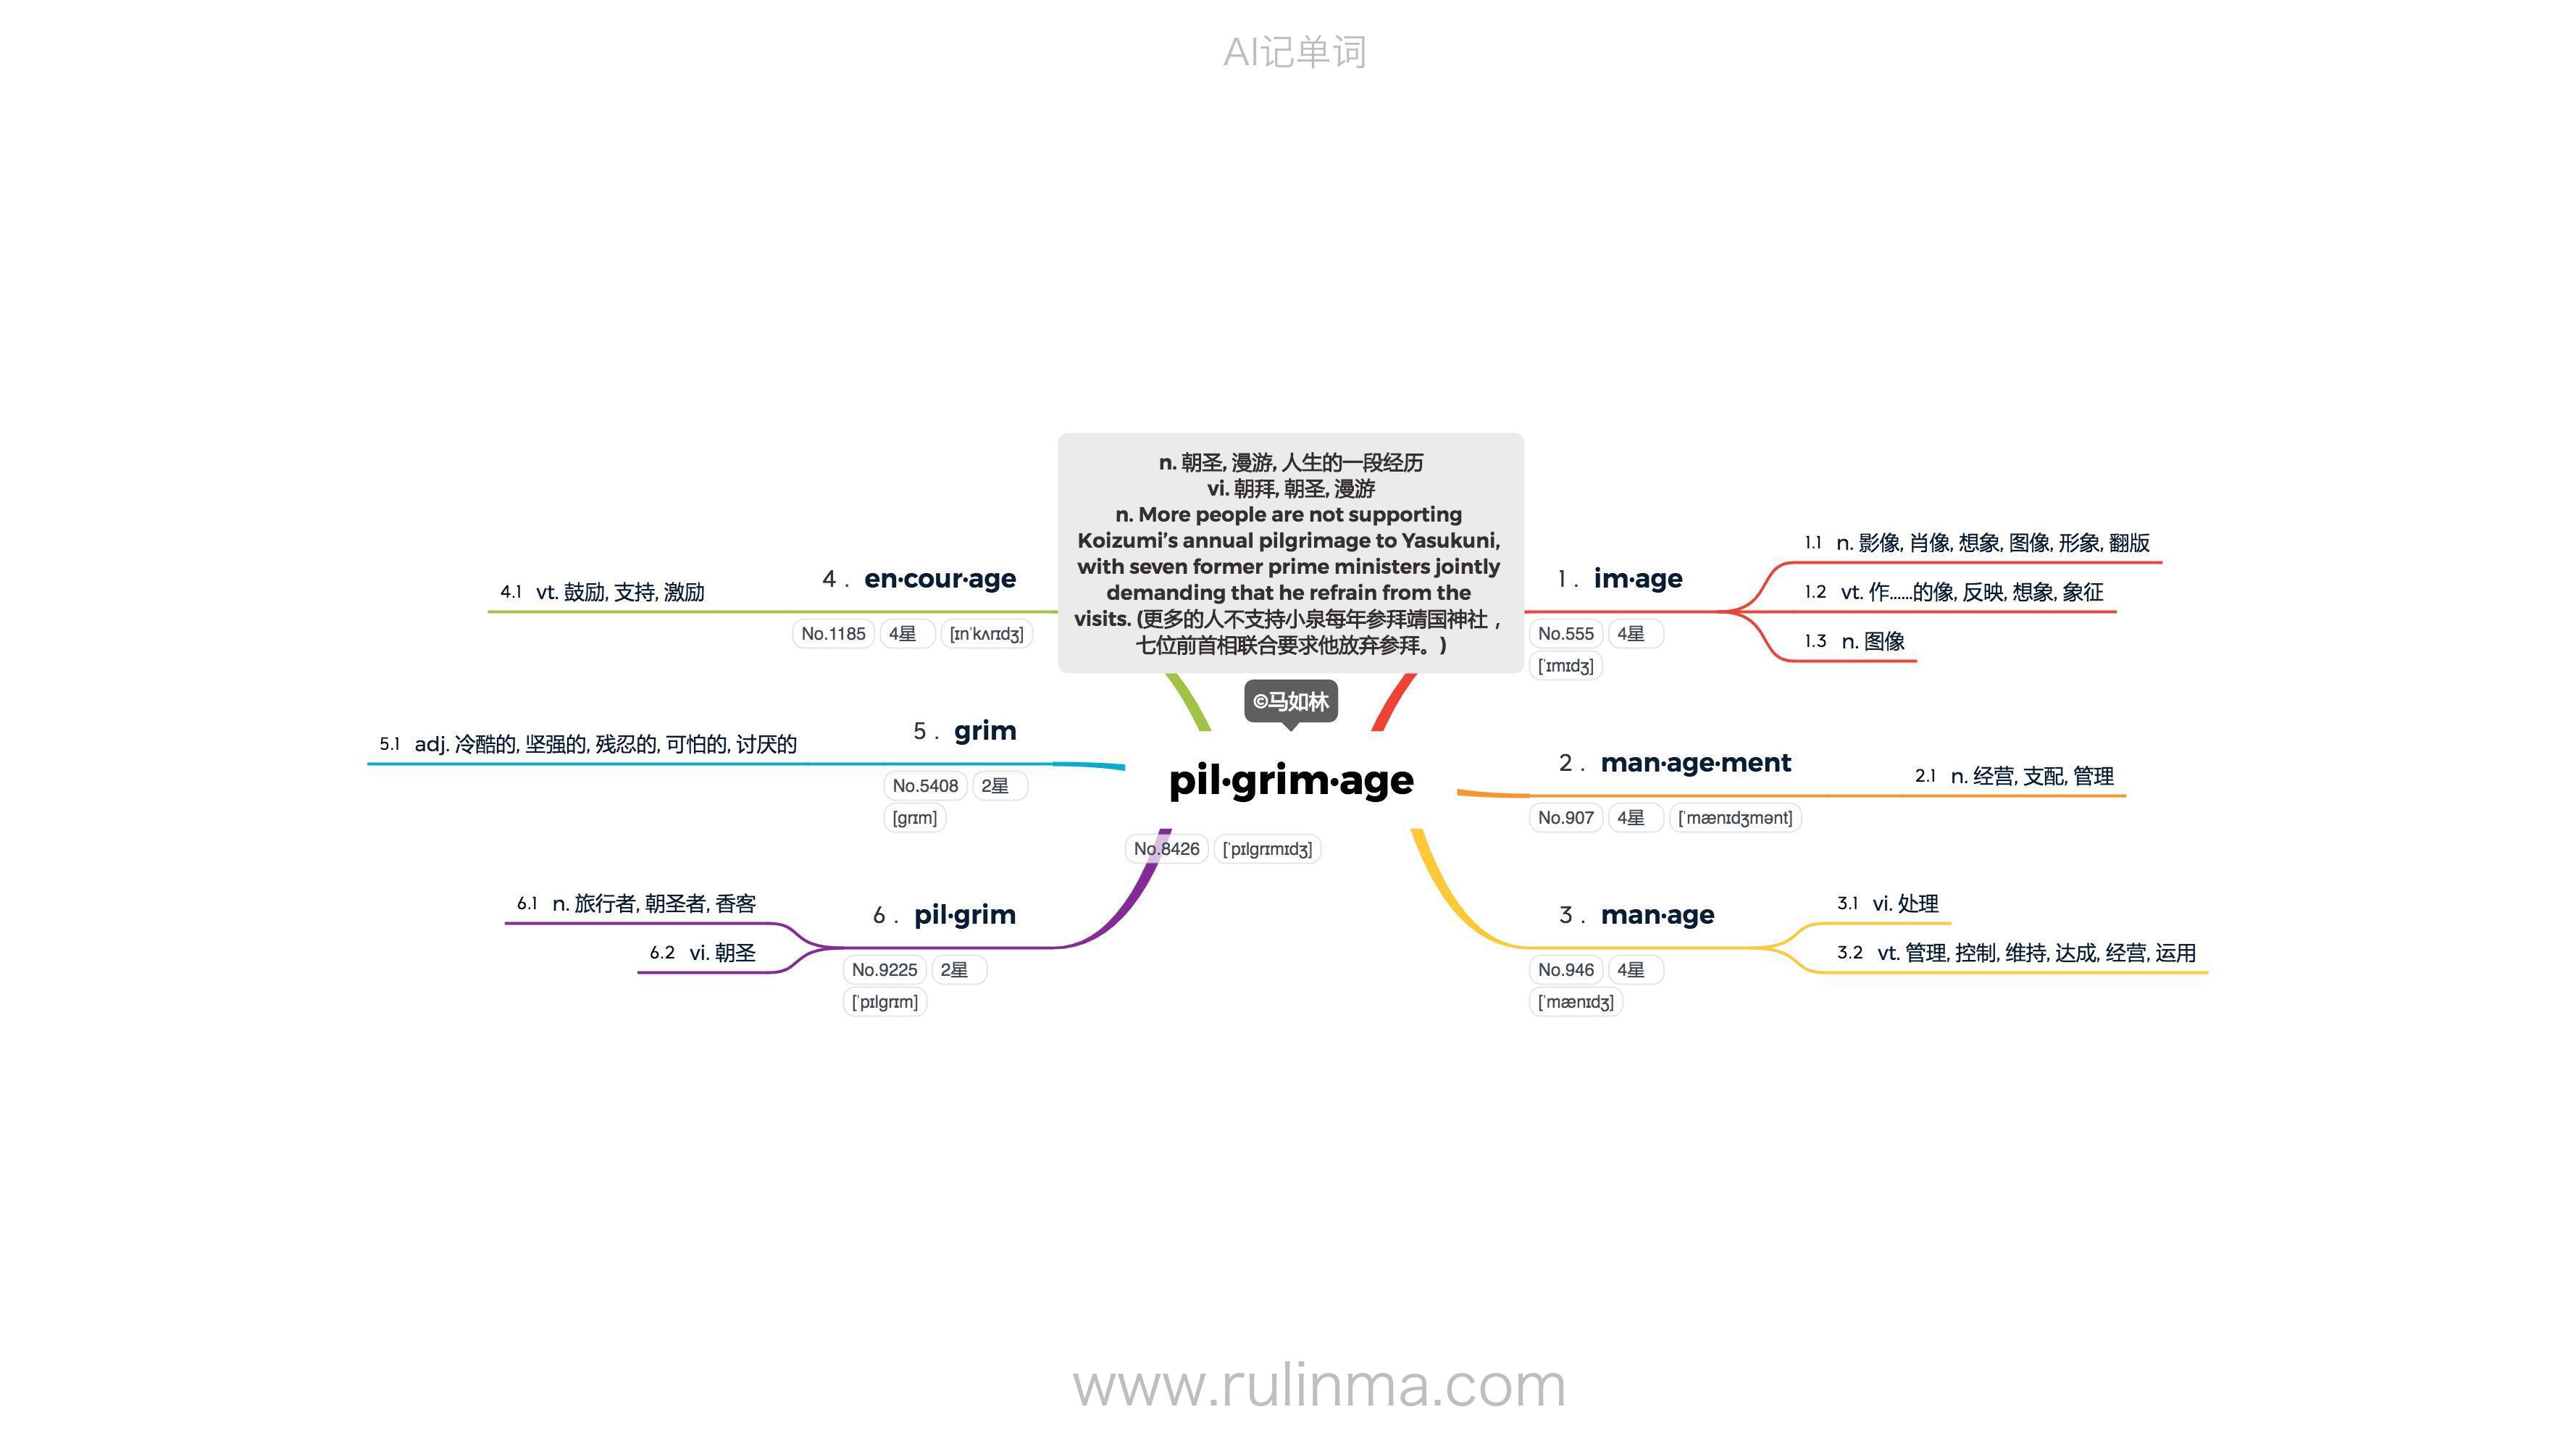 AI记单词
n. 朝圣, 漫游, 人生的一段经历
vi. 朝拜, 朝圣, 漫游
n. More people are not supporting
Koizumi’s annual pilgrimage to Yasukuni,
with seven former prime ministers jointly
demanding that he refrain from the
visits. (更多的人不支持小泉每年参拜靖国神社，
七位前首相联合要求他放弃参拜。)
©马如林
pil·grim·age
No.8426 [ˈpɪlgrɪmɪdʒ]
1 . im·age
No.555 4星
[ˈɪmɪdʒ]
1.1 n. 影像, 肖像, 想象, 图像, 形象, 翻版
1.2 vt. 作……的像, 反映, 想象, 象征
1.3 n. 图像
2 . man·age·ment
No.907 4星 [ˈmænɪdʒmənt]
2.1 n. 经营, 支配, 管理
3 . man·age
No.946 4星
[ˈmænɪdʒ]
3.1 vi. 处理
3.2 vt. 管理, 控制, 维持, 达成, 经营, 运用
4 . en·cour·age
No.1185 4星 [ɪnˈkʌrɪdʒ]
4.1 vt. 鼓励, 支持, 激励
5 . grim
No.5408 2星
[grɪm]
5.1 adj. 冷酷的, 坚强的, 残忍的, 可怕的, 讨厌的
6 . pil·grim
No.9225 2星
[ˈpɪlgrɪm]
6.1 n. 旅行者, 朝圣者, 香客
6.2 vi. 朝圣
www.rulinma.com